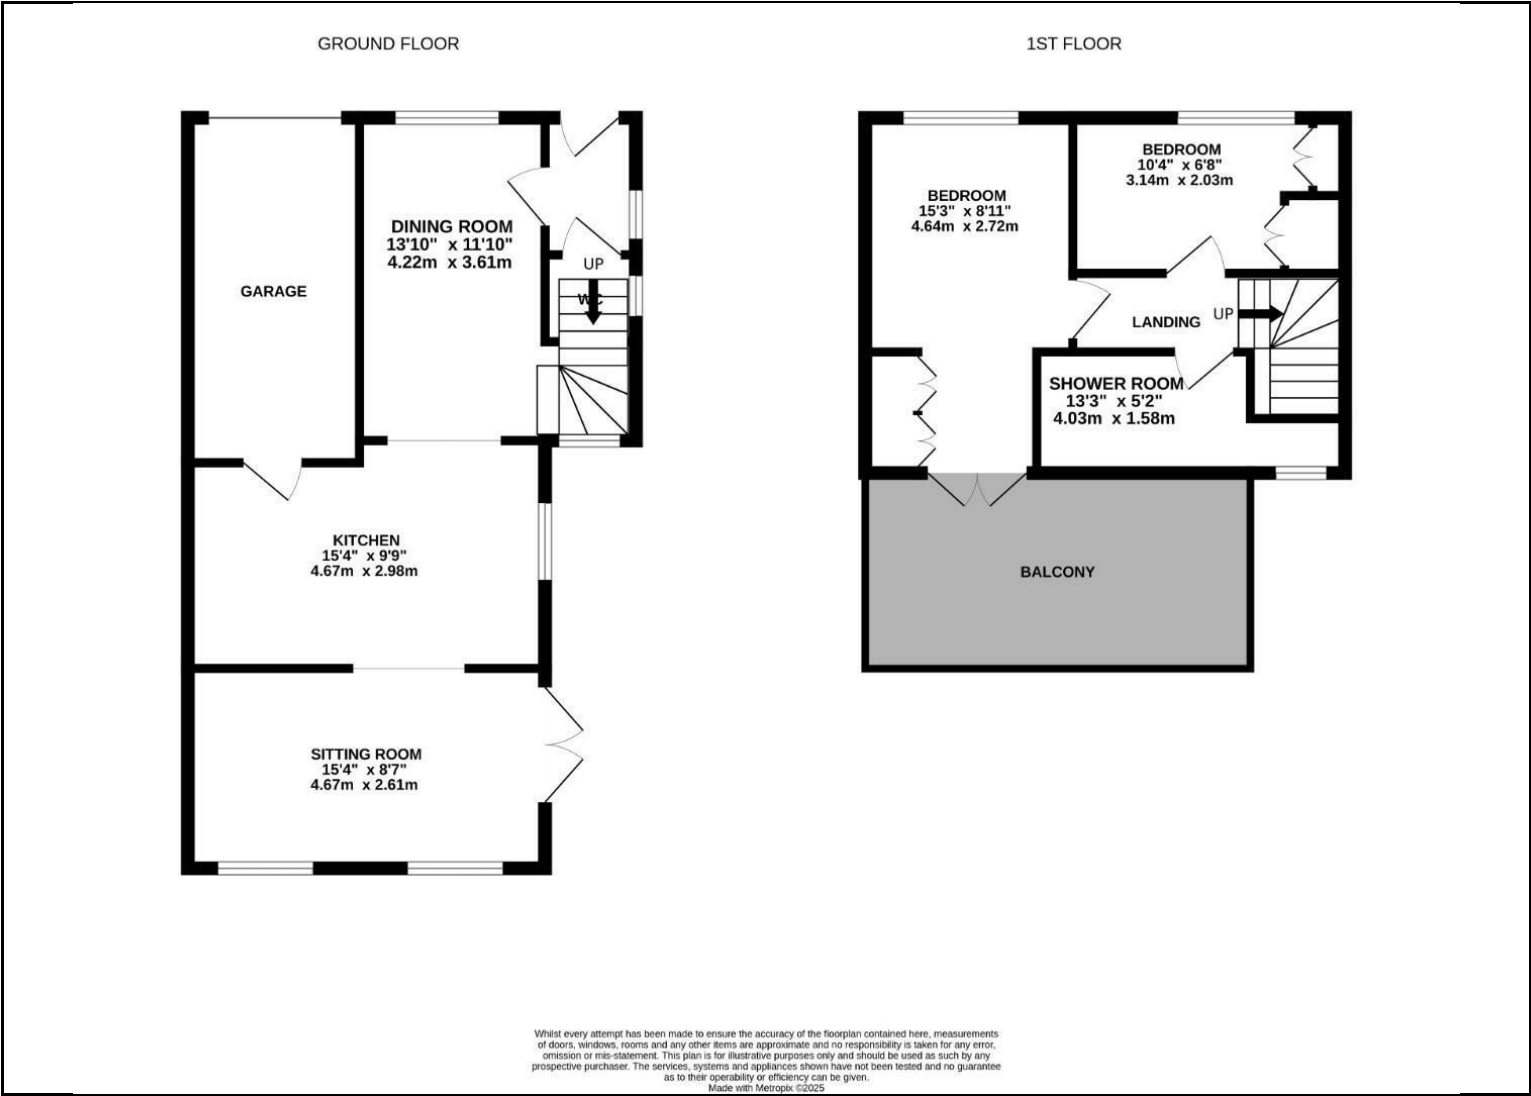 GROUND FLOOR
1ST FLOOR
GARAGE
DINING ROOM
13'10" x 11'10"
4.22m x 3.61m
UP
WC
KITCHEN
15'4" x 9'9"
4.67m x 2.98m
SITTING ROOM
15'4" x 8'7"
4.67m x 2.61m
BEDROOM
15'3" x 8'11"
4.64m x 2.72m
BEDROOM
10'4" x 6'8"
3.14m x 2.03m
LANDING
UP
SHOWER ROOM
13'3" x 5'2"
4.03m x 1.58m
BALCONY
Whilst every attempt has been made to ensure the accuracy of the floorplan contained here, measurements
of doors, windows, rooms and any other items are approximate and no responsibility is taken for any error,
omission or mis-statement. This plan is for illustrative purposes only and should be used as such by any
prospective purchaser. The services, systems and appliances shown have not been tested and no guarantee
as to their operability or efficiency can be given.
Made with Metropix ©2025